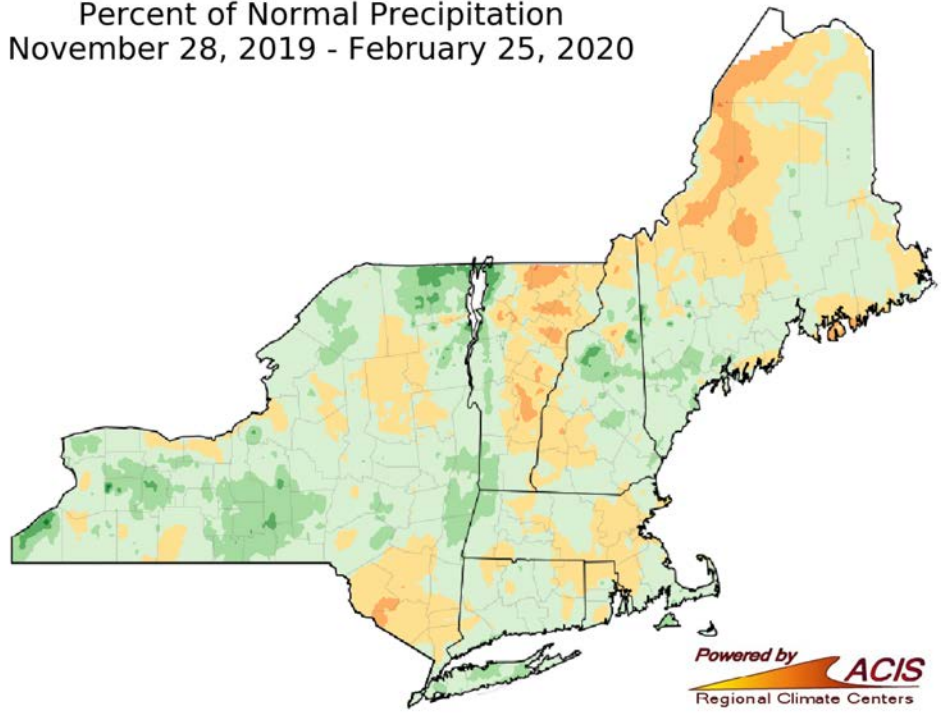 Percent of Normal Precipitation
November 28, 2019 - February 25, 2020
Powered by
ACIS
Regional Climate Centers